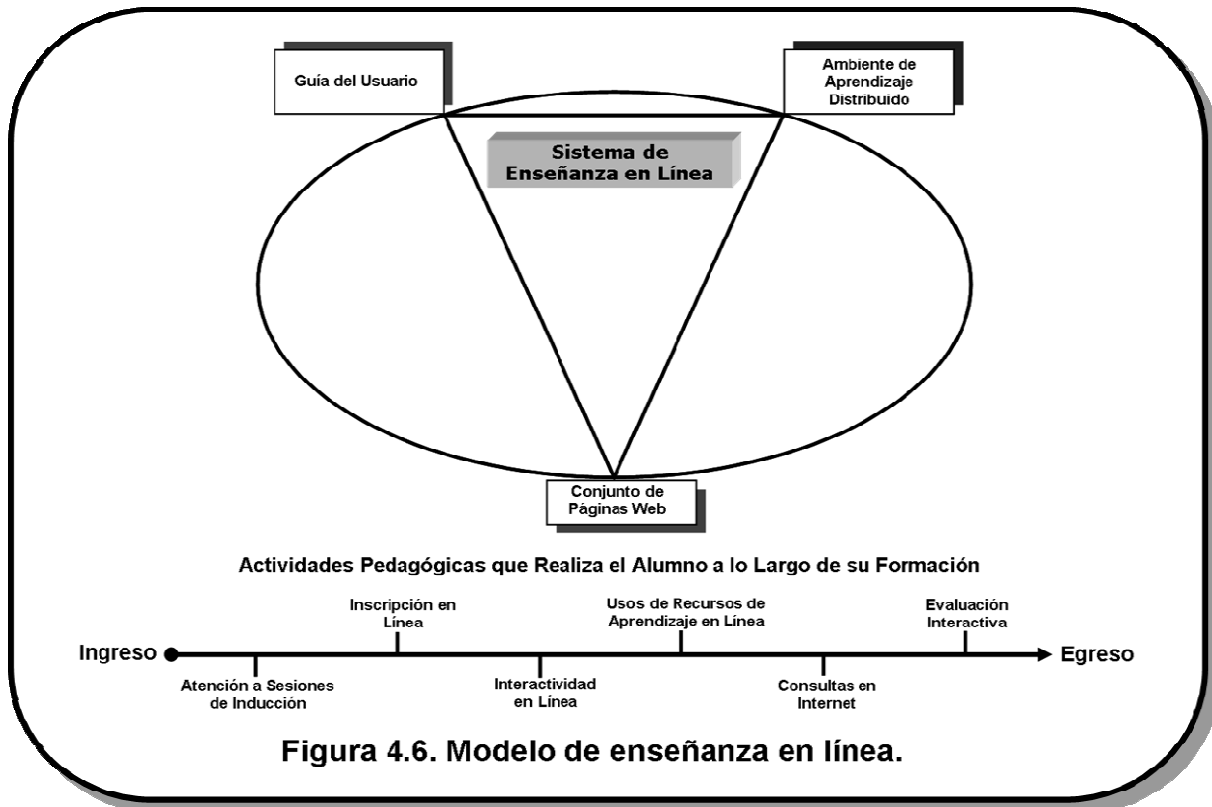 Guía del Usuario
Ambiente de
Aprendizaje
Distribuido
Sistema de
Enseñanza en Línea
Conjunto de
Páginas Web
Actividades Pedagógicas que Realiza el Alumno a lo Largo de su Formación
Inscripción en
Línea
Usos de Recursos de
Aprendizaje en Línea
Evaluación
Interactiva
Ingreso
Egreso
Atención a Sesiones
de Inducción
Interactividad
en Línea
Consultas en
Internet
Figura 4.6. Modelo de enseñanza en línea.